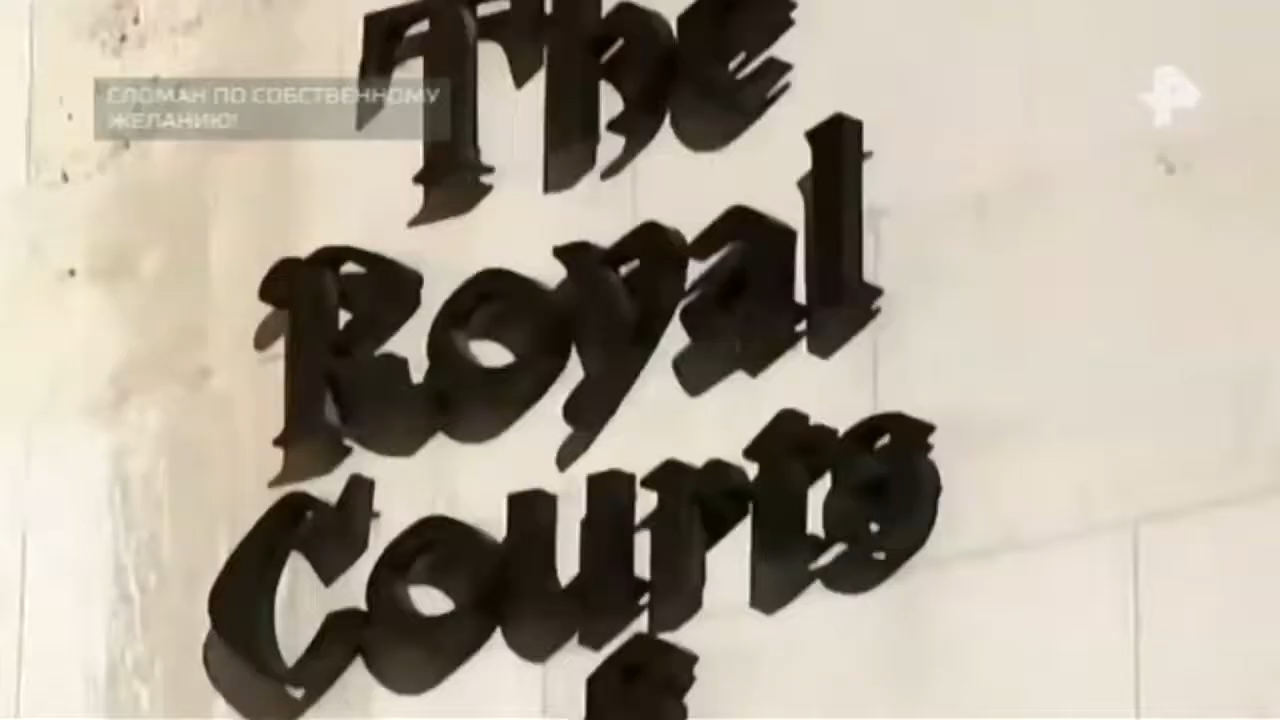 СЛОМАН ПО СОБСТВЕННОМУ
ЖЕЛАНИЮ!
The
Royal
Courts